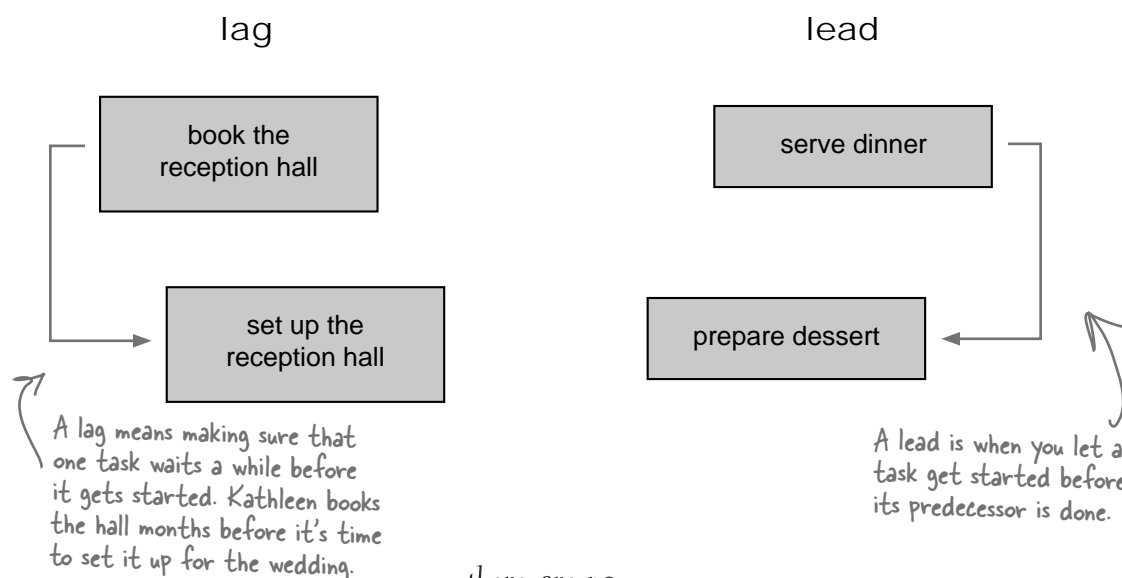 lag
book the
reception hall
set up the
reception hall
A lag means making sure that
one task waits a while before
it gets started. Kathleen books
the hall months before it's time
to set it up for the wedding.
lead
serve dinner
prepare dessert
A lead is when you let a
task get started before
its predecessor is done.